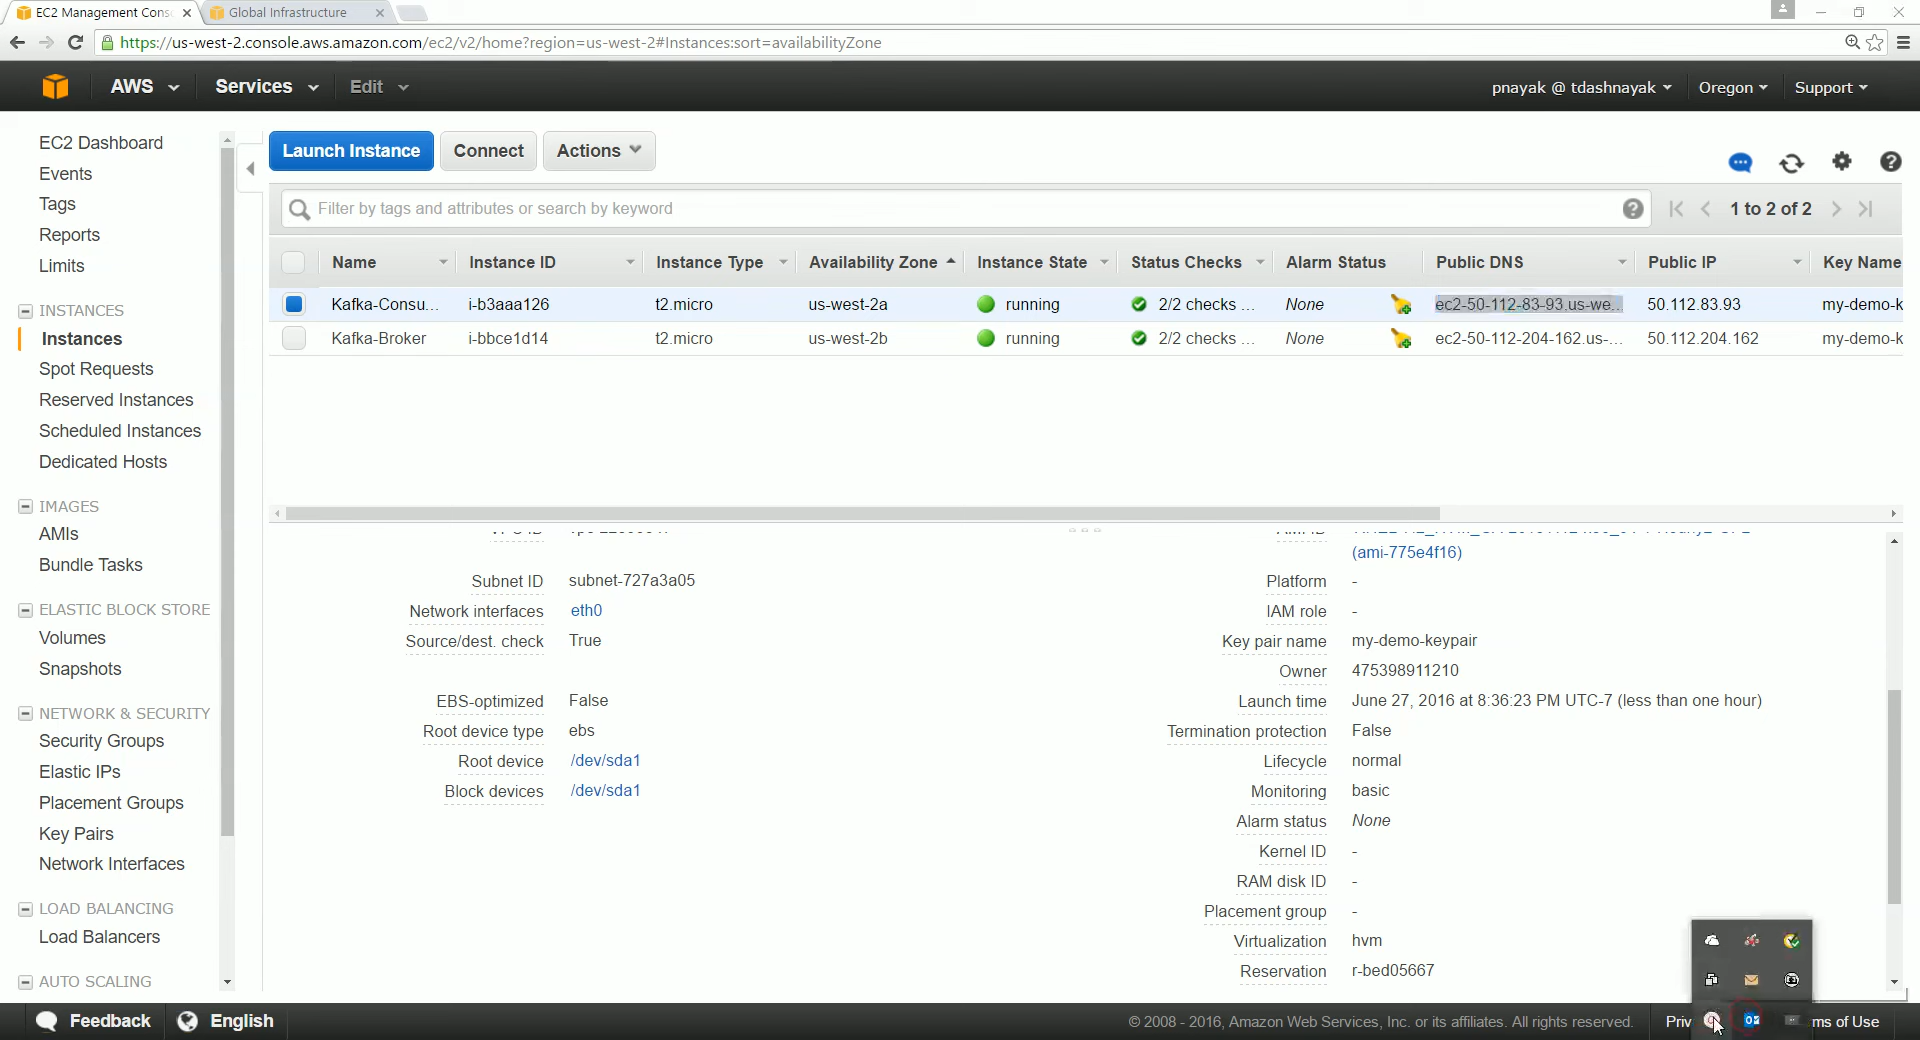 EC2 Management Cons
Global Infrastructure
https://us-west-2.console.aws.amazon.com/ec2/v2/home?region=us-west-2#Instances:sort=availabilityZone
AWS Services Edit pnayak @ tdashnayak Oregon Support
EC2 Dashboard
Events
Tags
Reports
Limits
INSTANCES
Instances
Spot Requests
Reserved Instances
Scheduled Instances
Dedicated Hosts
IMAGES
AMIs
Bundle Tasks
ELASTIC BLOCK STORE
Volumes
Snapshots
NETWORK & SECURITY
Security Groups
Elastic IPs
Placement Groups
Key Pairs
Network Interfaces
LOAD BALANCING
Load Balancers
AUTO SCALING
Launch Instance Connect Actions
Filter by tags and attributes or search by keyword 1 to 2 of 2
Name Instance ID Instance Type Availability Zone Instance State Status Checks Alarm Status Public DNS Public IP Key Name
Kafka-Consu... i-b3aaa126 t2.micro us-west-2a running 2/2 checks ... None ec2-50-112-83-93.us-we... 50.112.83.93 my-demo-k
Kafka-Broker i-bbce1d14 t2.micro us-west-2b running 2/2 checks ... None ec2-50-112-204-162.us-... 50.112.204.162 my-demo-k
(ami-775e4f16)
Subnet ID subnet-727a3a05 Platform -
Network interfaces eth0 IAM role -
Source/dest. check True Key pair name my-demo-keypair
Owner 475398911210
EBS-optimized False Launch time June 27, 2016 at 8:36:23 PM UTC-7 (less than one hour)
Root device type ebs Termination protection False
Root device /dev/sda1 Lifecycle normal
Block devices /dev/sda1 Monitoring basic
Alarm status None
Kernel ID -
RAM disk ID -
Placement group -
Virtualization hvm
Reservation r-bed05667
Feedback English © 2008 - 2016, Amazon Web Services, Inc. or its affiliates. All rights reserved. Priv ms of Use